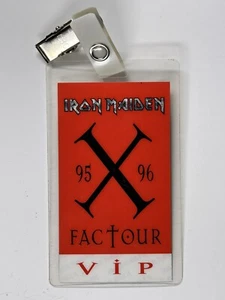 IRON MAIDEN
95 X 96
FACTOUR
ViP